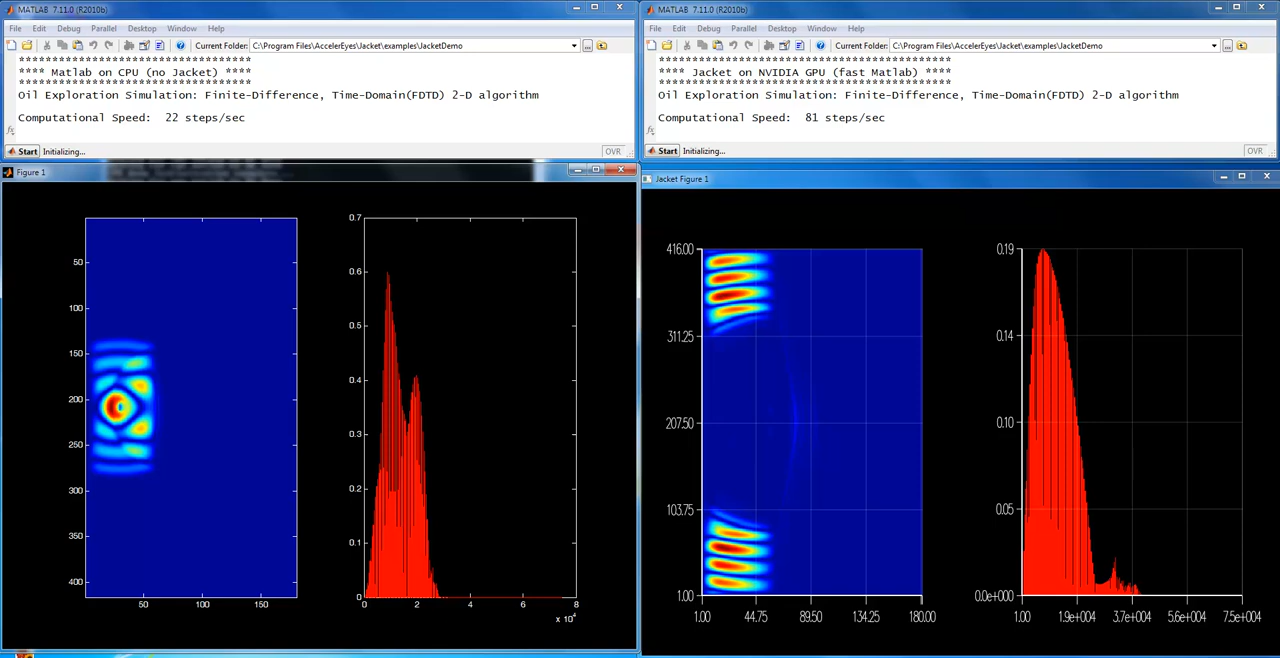 MATLAB 7.11.0 (R2010b)
File Edit Debug Parallel Desktop Window Help
Current Folder: C:\Program Files\AccelerEyes\Jacket\examples\JacketDemo
***********************************
**** Matlab on CPU (no Jacket) ****
***********************************
Oil Exploration Simulation: Finite-Difference, Time-Domain(FDTD) 2-D algorithm
Computational Speed: 22 steps/sec
fx
Start Initializing... OVR
Figure 1
50
100
150
200
250
300
350
400
50 100 150
0.7
0.6
0.5
0.4
0.3
0.2
0.1
0
0 2 4 6 8
x 10^4
MATLAB 7.11.0 (R2010b)
File Edit Debug Parallel Desktop Window Help
Current Folder: C:\Program Files\AccelerEyes\Jacket\examples\JacketDemo
********************************************
**** Jacket on NVIDIA GPU (fast Matlab) ****
********************************************
Oil Exploration Simulation: Finite-Difference, Time-Domain(FDTD) 2-D algorithm
Computational Speed: 81 steps/sec
fx
Start Initializing... OVR
Jacket Figure 1
416.00
311.25
207.50
103.75
1.00
1.00 44.75 89.50 134.25 180.00
0.19
0.14
0.10
0.05
0.0e+000
1.00 1.9e+004 3.7e+004 5.6e+004 7.5e+004